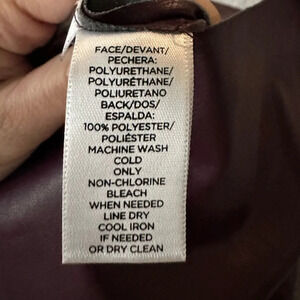 FACE/DEVANT/
PECHERA:
POLYURETHANE/
POLYURÉTHANE/
POLIURETANO
BACK/DOS/
ESPALDA:
100% POLYESTER/
POLIÉSTER
MACHINE WASH
COLD
ONLY
NON-CHLORINE
BLEACH
WHEN NEEDED
LINE DRY
COOL IRON
IF NEEDED
OR DRY CLEAN